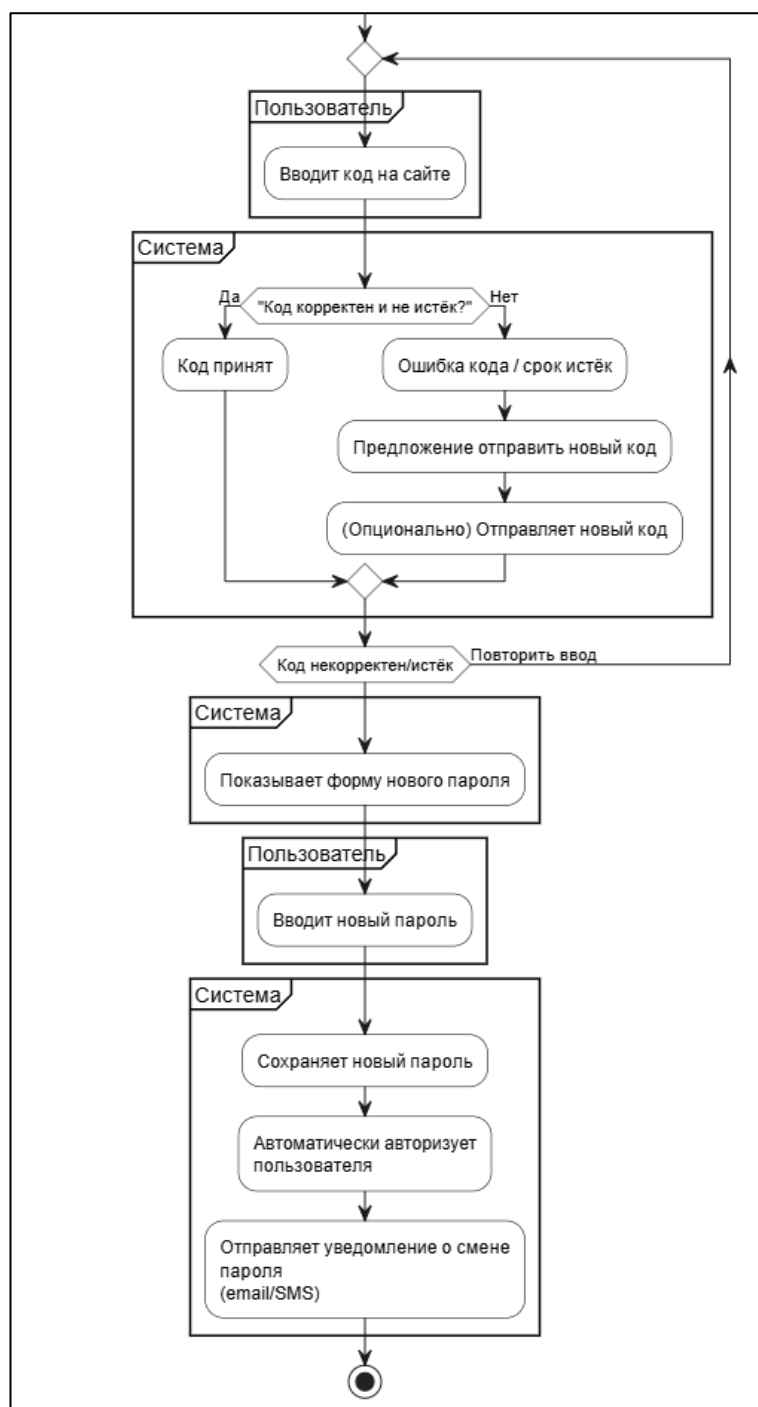 Пользователь
Вводит код на сайте
Система
Да
"Код корректен и не истёк?"
Нет
Код принят
Ошибка кода / срок истёк
Предложение отправить новый код
(Опционально) Отправляет новый код
Код некорректен/истёк
Повторить ввод
Система
Показывает форму нового пароля
Пользователь
Вводит новый пароль
Система
Сохраняет новый пароль
Автоматически авторизует
пользователя
Отправляет уведомление о смене
пароля
(email/SMS)